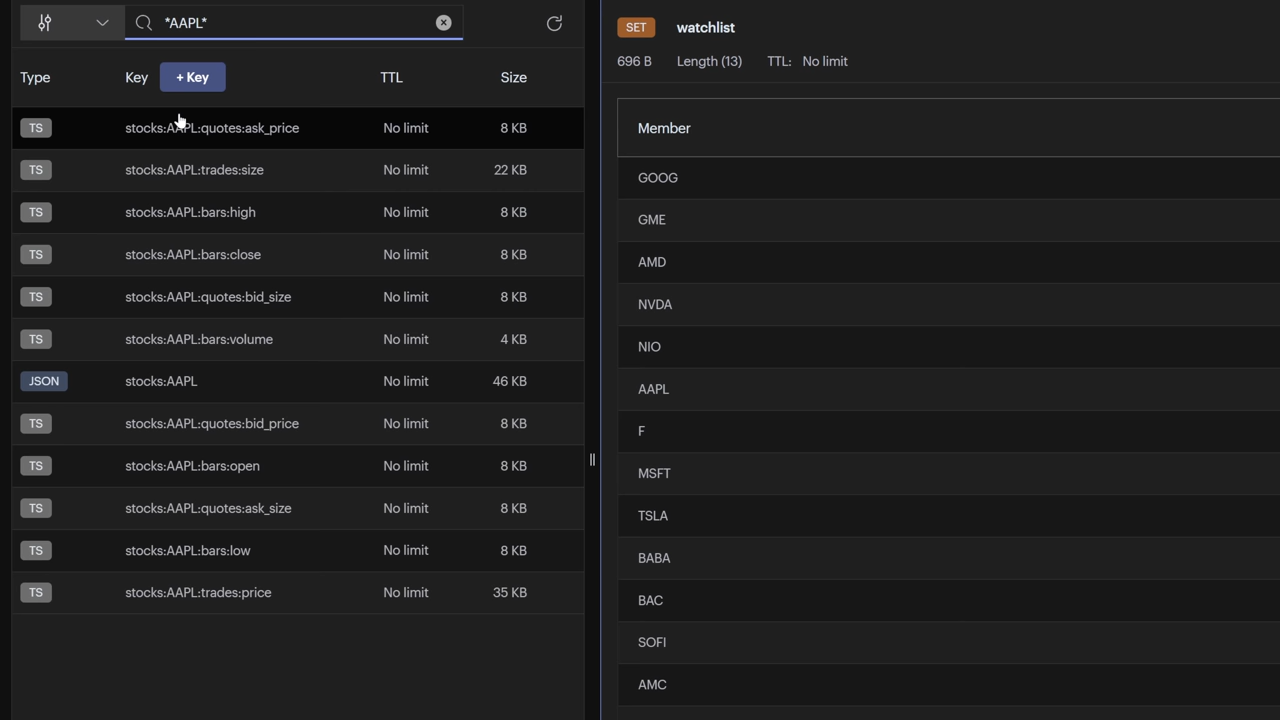 *AAPL*
Type Key + Key TTL Size
TS stocks:AAPL:quotes:ask_price No limit 8 KB
TS stocks:AAPL:trades:size No limit 22 KB
TS stocks:AAPL:bars:high No limit 8 KB
TS stocks:AAPL:bars:close No limit 8 KB
TS stocks:AAPL:quotes:bid_size No limit 8 KB
TS stocks:AAPL:bars:volume No limit 4 KB
JSON stocks:AAPL No limit 46 KB
TS stocks:AAPL:quotes:bid_price No limit 8 KB
TS stocks:AAPL:bars:open No limit 8 KB
TS stocks:AAPL:quotes:ask_size No limit 8 KB
TS stocks:AAPL:bars:low No limit 8 KB
TS stocks:AAPL:trades:price No limit 35 KB
SET watchlist
696 B Length (13) TTL: No limit
Member
GOOG
GME
AMD
NVDA
NIO
AAPL
F
MSFT
TSLA
BABA
BAC
SOFI
AMC